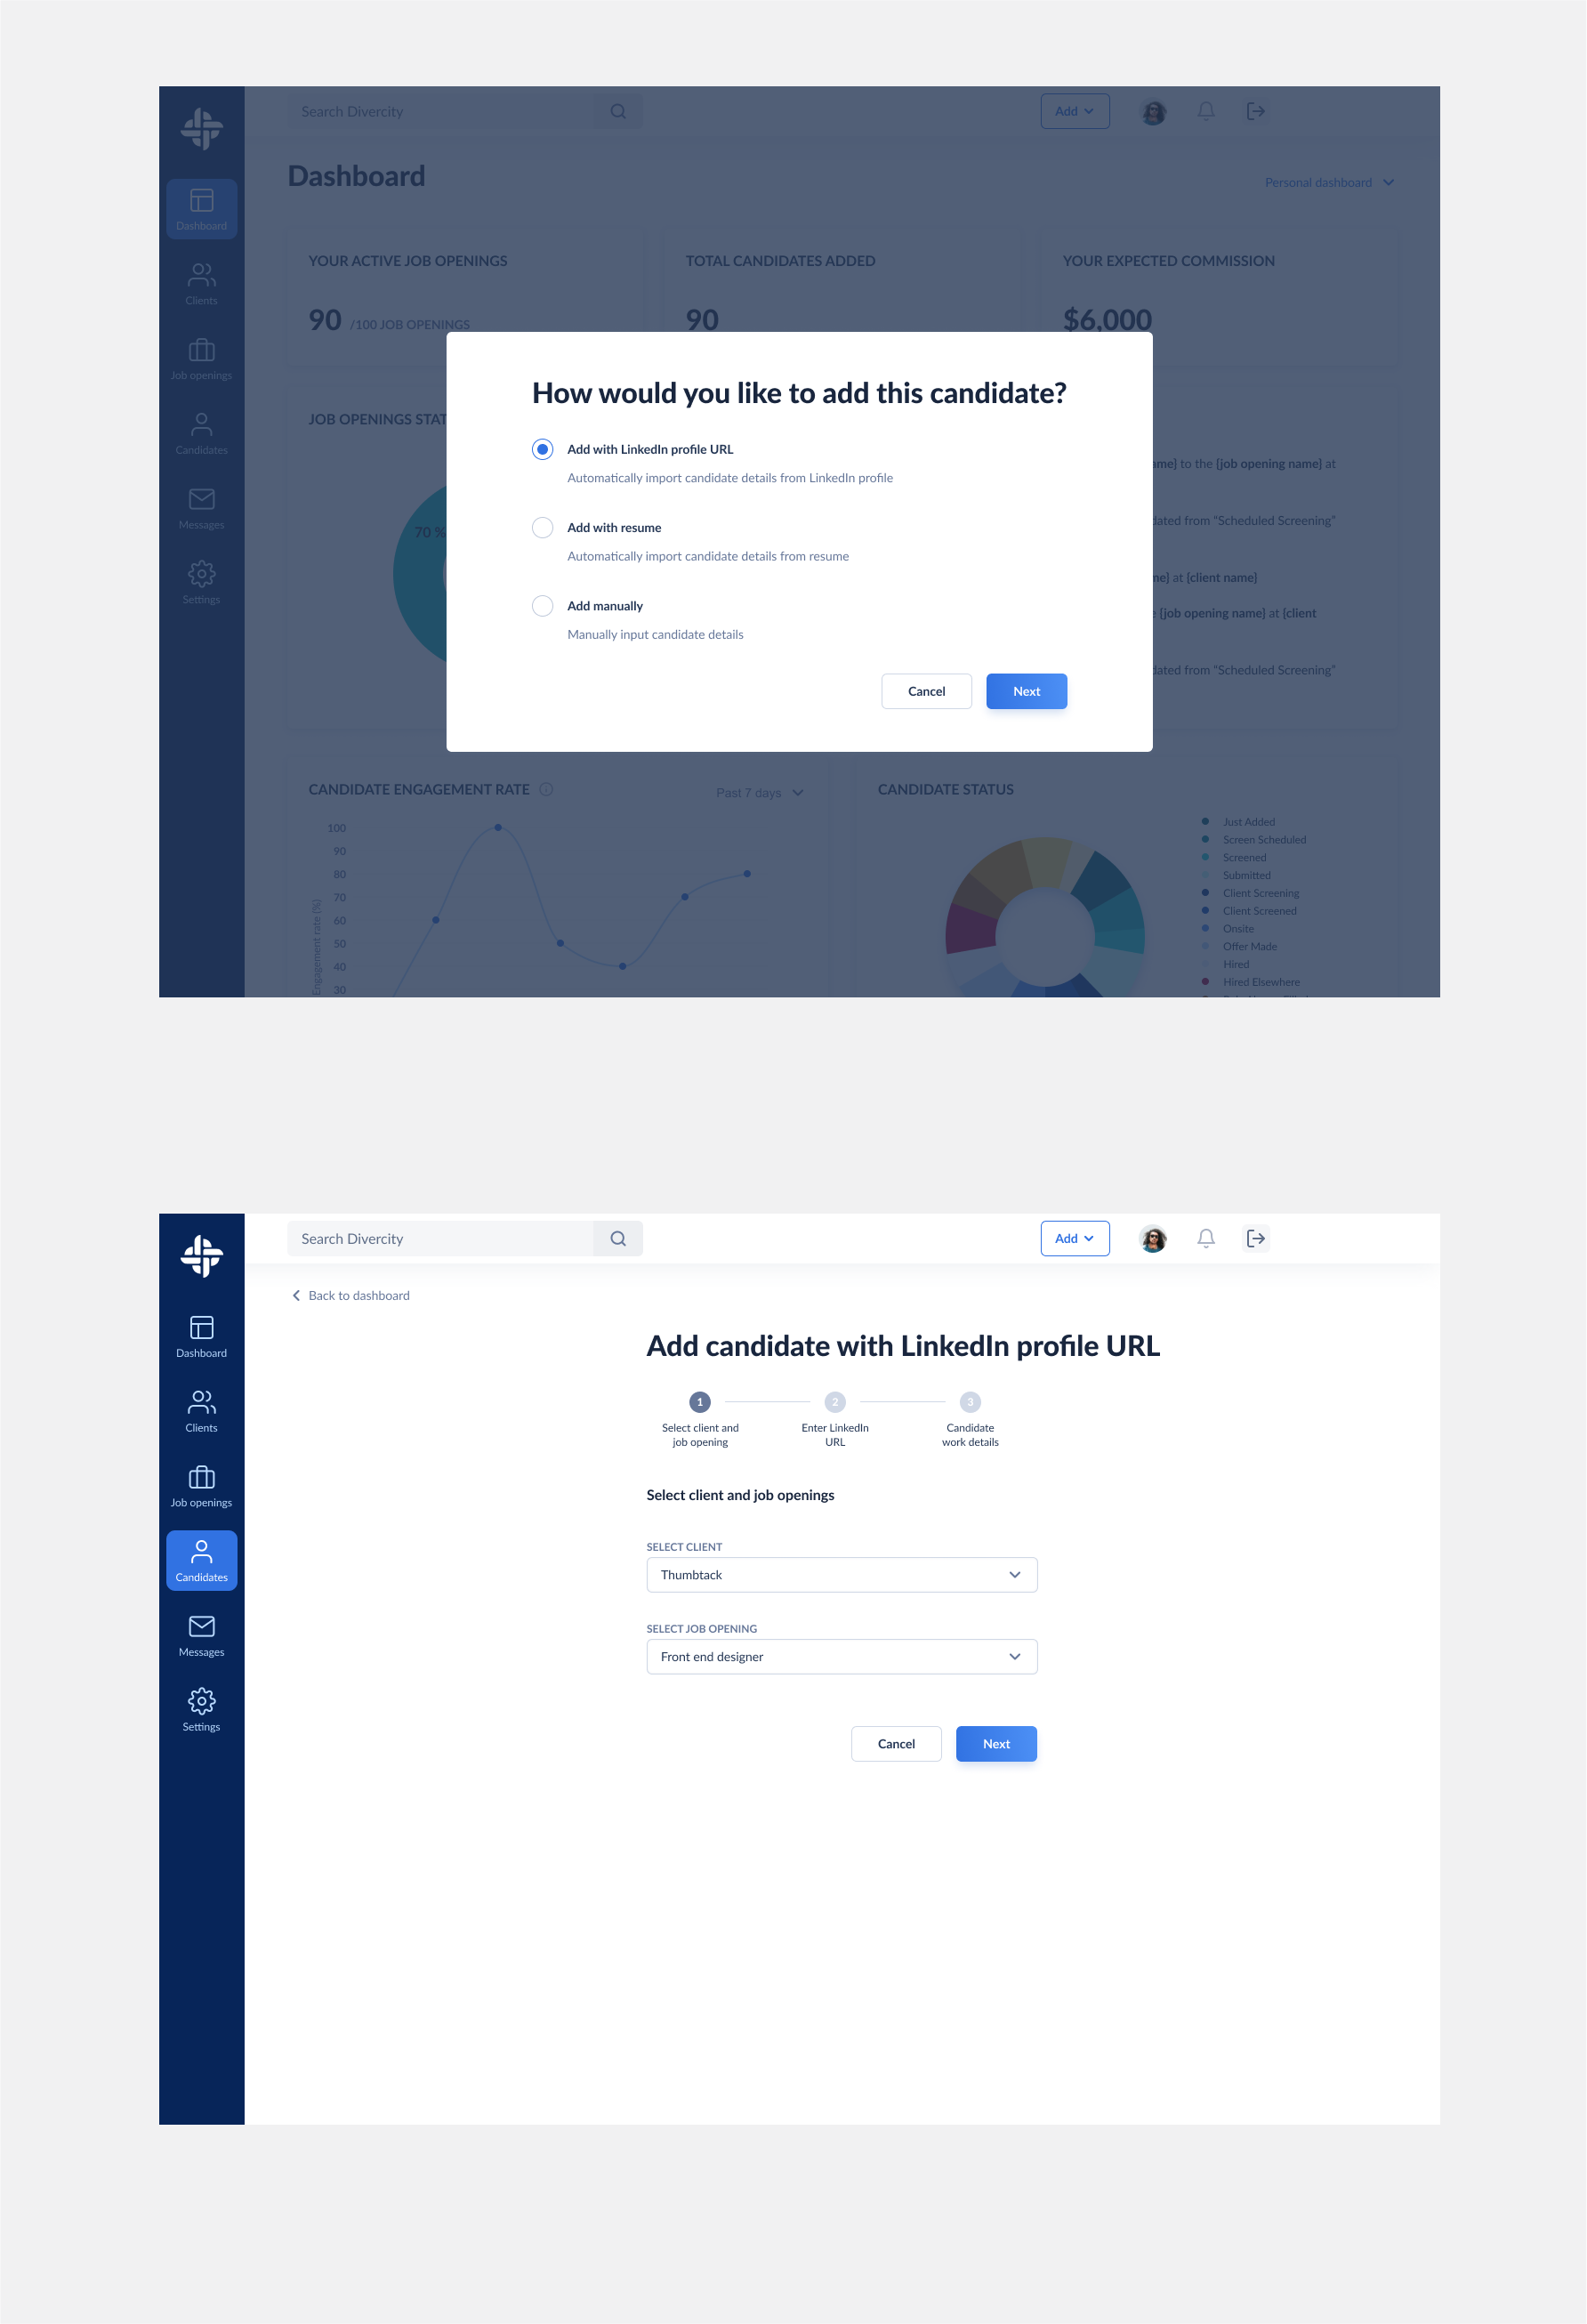 Search Divercity
Add
Dashboard
Personal dashboard
Dashboard
Clients
Job openings
Candidates
Messages
Settings
YOUR ACTIVE JOB OPENINGS
90 /100 JOB OPENINGS
TOTAL CANDIDATES ADDED
90
YOUR EXPECTED COMMISSION
$6,000
JOB OPENINGS STAT
70 %
to the {job opening name} at
from “Scheduled Screening”
at {client name}
{job opening name} at {client
from “Scheduled Screening”
How would you like to add this candidate?
Add with LinkedIn profile URL
Automatically import candidate details from LinkedIn profile
Add with resume
Automatically import candidate details from resume
Add manually
Manually input candidate details
Cancel
Next
CANDIDATE ENGAGEMENT RATE
Past 7 days
Engagement rate (%)
100
90
80
70
60
50
40
30
CANDIDATE STATUS
Just Added
Screen Scheduled
Screened
Submitted
Client Screening
Client Screened
Onsite
Offer Made
Hired
Hired Elsewhere
Search Divercity
Add
Dashboard
Clients
Job openings
Candidates
Messages
Settings
Back to dashboard
Add candidate with LinkedIn profile URL
1
2
3
Select client and
job opening
Enter LinkedIn
URL
Candidate
work details
Select client and job openings
SELECT CLIENT
Thumbtack
SELECT JOB OPENING
Front end designer
Cancel
Next